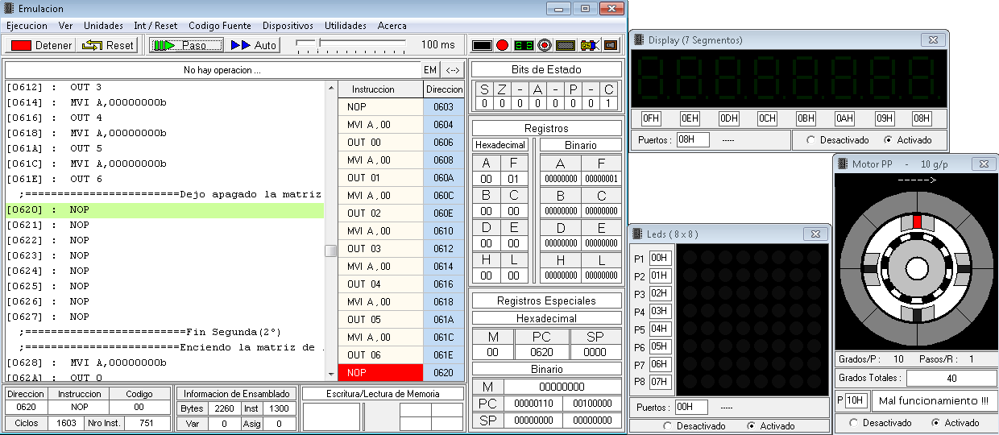 Emulacion
Ejecucion Ver Unidades Int / Reset Codigo Fuente Dispositivos Utilidades Acerca
Detener Reset Paso Auto 100 ms
No hay operacion ... EM <-->
[0612] : OUT 3
[0614] : MVI A,00000000b
[0616] : OUT 4
[0618] : MVI A,00000000b
[061A] : OUT 5
[061C] : MVI A,00000000b
[061E] : OUT 6
;========================Dejo apagado la matriz
[0620] : NOP
[0621] : NOP
[0622] : NOP
[0623] : NOP
[0624] : NOP
[0625] : NOP
[0626] : NOP
[0627] : NOP
;=========================Fin Segunda(2°)
;========================Enciendo la matriz de
[0628] : MVI A,00000000b
[062A] : OUT 0
Instruccion Direccion
NOP 0603
MVI A,00 0604
OUT 00 0606
MVI A,00 0608
OUT 01 060A
MVI A,00 060C
OUT 02 060E
MVI A,00 0610
OUT 03 0612
MVI A,00 0614
OUT 04 0616
MVI A,00 0618
OUT 05 061A
MVI A,00 061C
OUT 06 061E
NOP 0620
Bits de Estado
S Z - A - P - C
0 0 0 0 0 0 0 1
Registros
Hexadecimal Binario
A F A F
00 01 00000000 00000001
B C B C
00 00 00000000 00000000
D E D E
00 00 00000000 00000000
H L H L
00 00 00000000 00000000
Registros Especiales
Hexadecimal
M PC SP
00 0620 0000
Binario
M 00000000
PC 00000110 00100000
SP 00000000 00000000
Direccion Instruccion Codigo
0620 NOP 00
Ciclos 1603 Nro Inst. 751
Informacion de Ensamblado
Bytes 2260 Inst 1300
Var 0 Asig 0
Escritura/Lectura de Memoria
Display (7 Segmentos)
0FH 0EH 0DH 0CH 0BH 0AH 09H 08H
Puertos : 08H ----- Desactivado Activado
Leds ( 8 x 8 )
P1 00H
P2 01H
P3 02H
P4 03H
P5 04H
P6 05H
P7 06H
P8 07H
Puertos : 00H -----
Desactivado Activado
Motor PP - 10 g/p
----->
Grados/P : 10 Pasos/R : 1
Grados Totales : 40
P 10H Mal funcionamiento !!!
Desactivado Activado